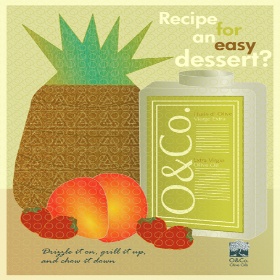 Recipe
for
an
easy
dessert?
O&Co.
Drizzle it on, grill it up,
and chow it down
O&Co.